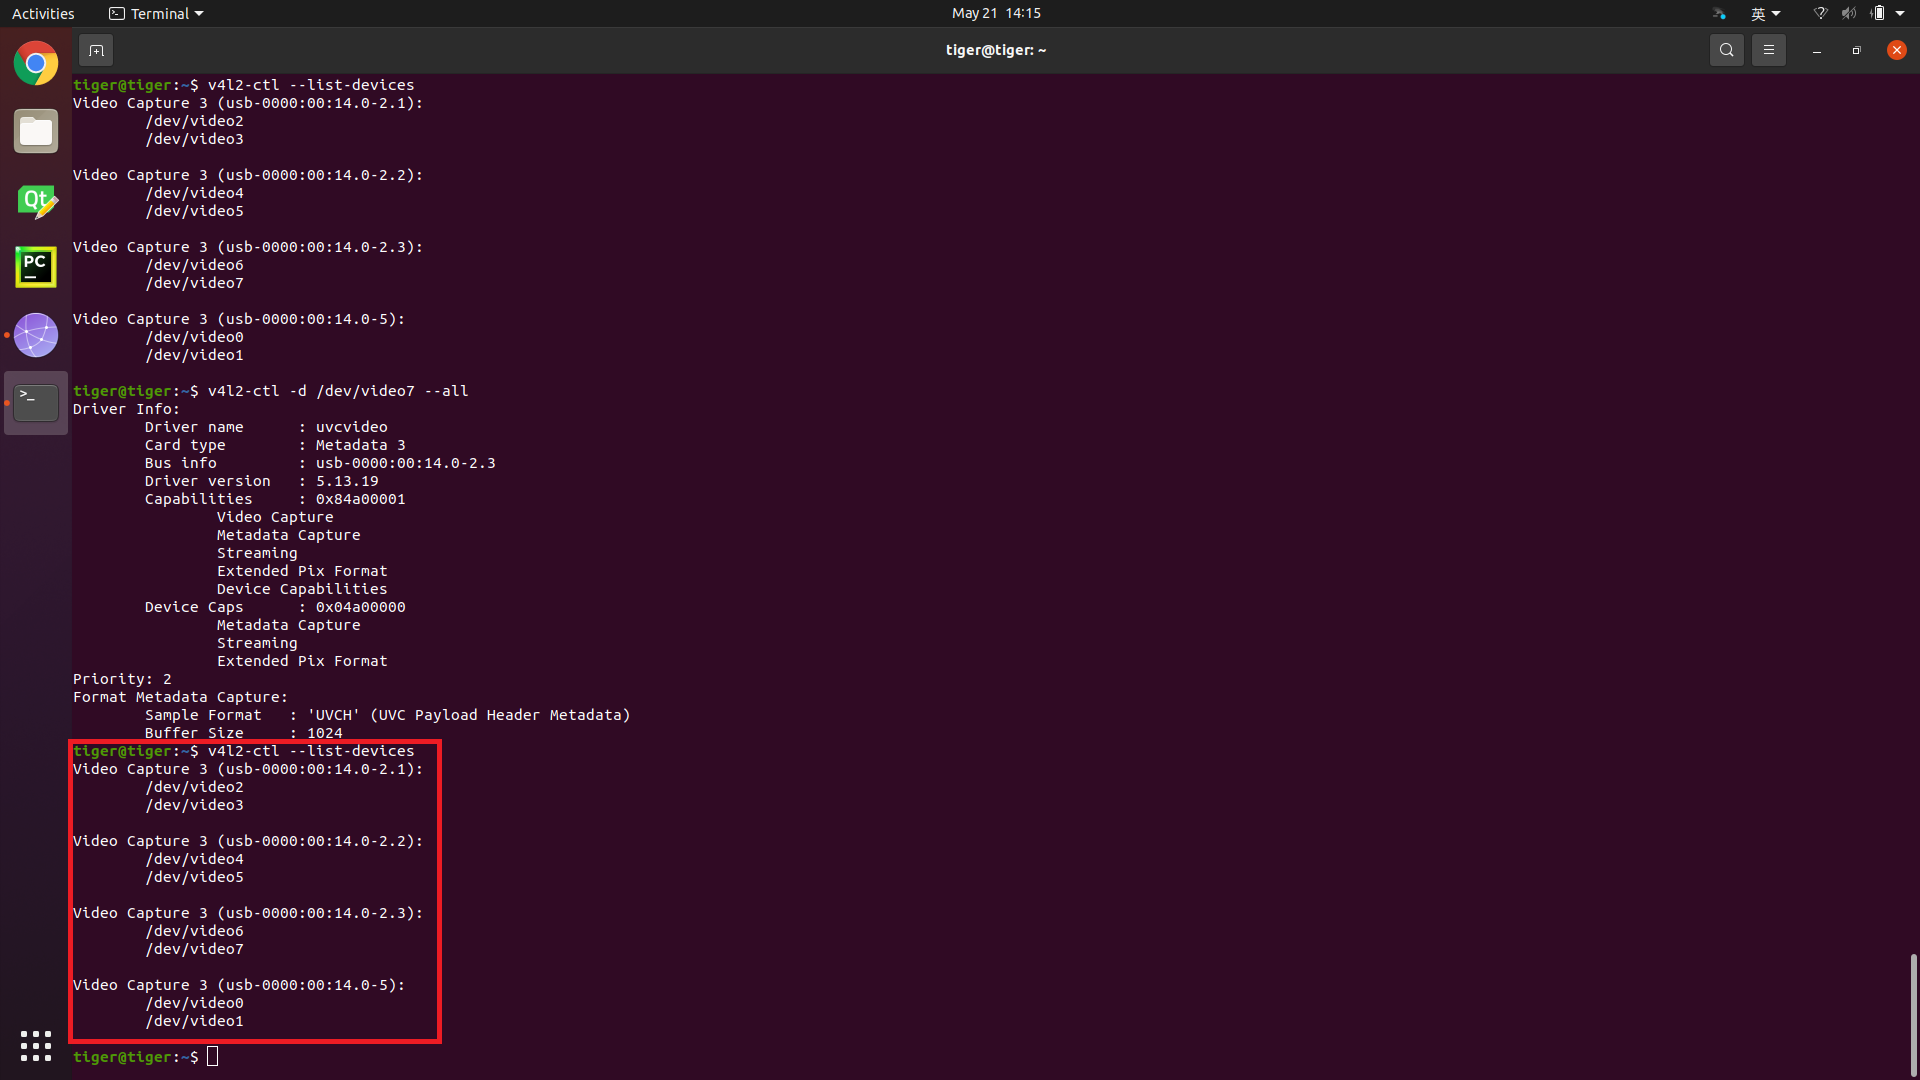 Activities
Terminal
May 21 14:15
英
tiger@tiger: ~
Qt
PC
>_
tiger@tiger:~$ v4l2-ctl --list-devices
Video Capture 3 (usb-0000:00:14.0-2.1):
/dev/video2
/dev/video3
Video Capture 3 (usb-0000:00:14.0-2.2):
/dev/video4
/dev/video5
Video Capture 3 (usb-0000:00:14.0-2.3):
/dev/video6
/dev/video7
Video Capture 3 (usb-0000:00:14.0-5):
/dev/video0
/dev/video1
tiger@tiger:~$ v4l2-ctl -d /dev/video7 --all
Driver Info:
Driver name : uvcvideo
Card type : Metadata 3
Bus info : usb-0000:00:14.0-2.3
Driver version : 5.13.19
Capabilities : 0x84a00001
Video Capture
Metadata Capture
Streaming
Extended Pix Format
Device Capabilities
Device Caps : 0x04a00000
Metadata Capture
Streaming
Extended Pix Format
Priority: 2
Format Metadata Capture:
Sample Format : 'UVCH' (UVC Payload Header Metadata)
Buffer Size : 1024
tiger@tiger:~$ v4l2-ctl --list-devices
Video Capture 3 (usb-0000:00:14.0-2.1):
/dev/video2
/dev/video3
Video Capture 3 (usb-0000:00:14.0-2.2):
/dev/video4
/dev/video5
Video Capture 3 (usb-0000:00:14.0-2.3):
/dev/video6
/dev/video7
Video Capture 3 (usb-0000:00:14.0-5):
/dev/video0
/dev/video1
tiger@tiger:~$